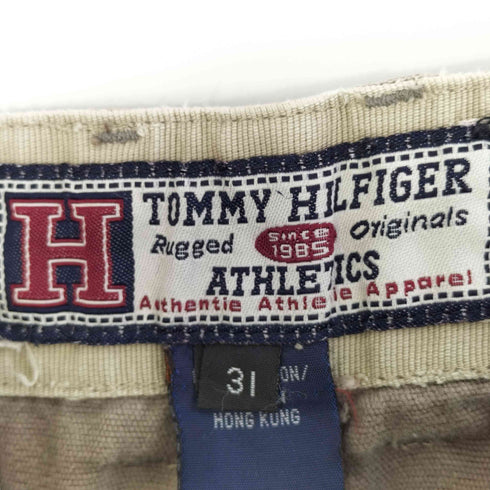 H
TOMMY HILFIGER
Rugged Since 1985 Originals
ATHLETICS
Authentic Athletic Apparel
31
HONG KONG